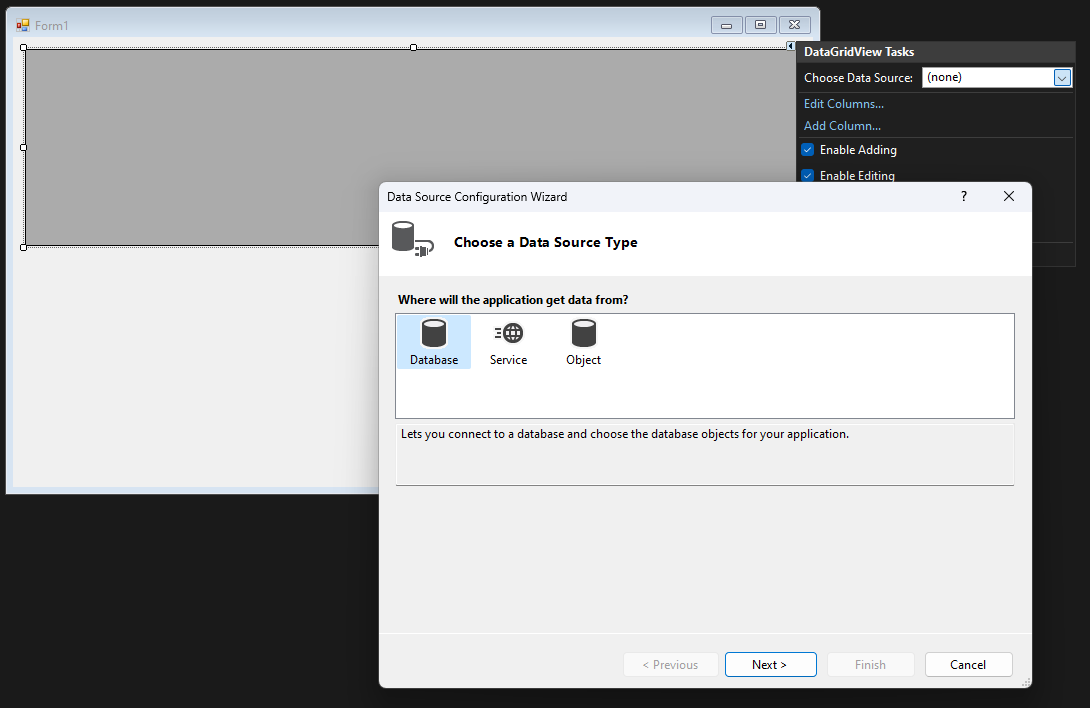 Form1
DataGridView Tasks
Choose Data Source: (none)
Edit Columns...
Add Column...
Enable Adding
Enable Editing
Data Source Configuration Wizard ?
Choose a Data Source Type
Where will the application get data from?
Database Service Object
Lets you connect to a database and choose the database objects for your application.
< Previous Next > Finish Cancel